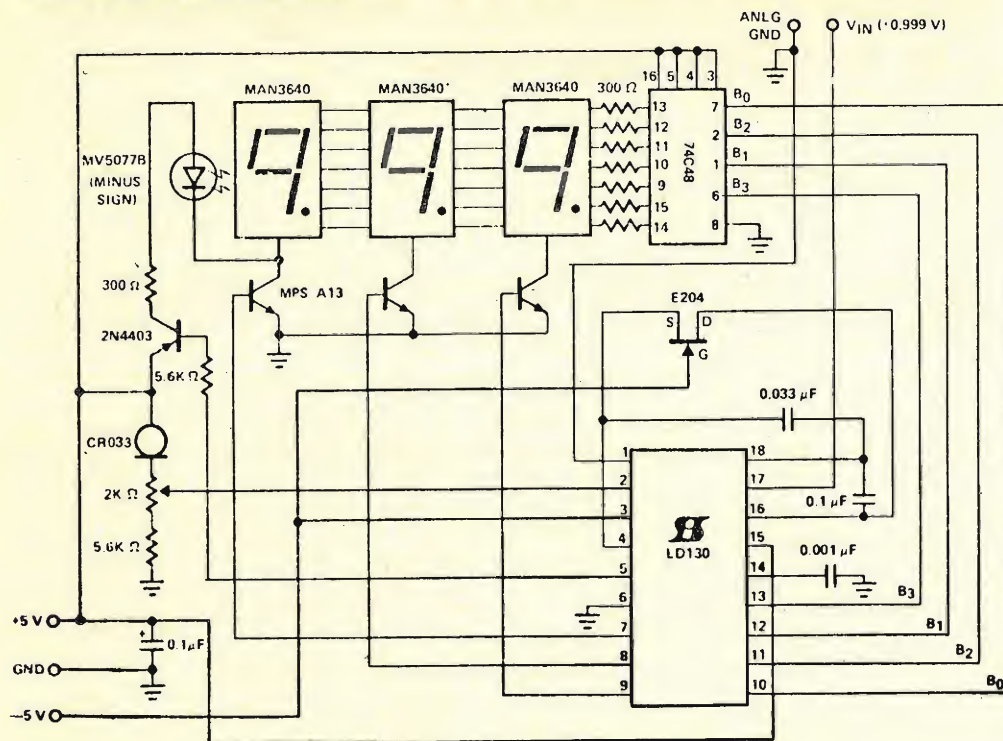 ANLG
GND
V_IN (+0.999 V)
MAN3640
MAN3640
MAN3640
300 Ω
16 5 4 3
13
12
11
10
9
15
14
74C48
7
2
1
6
8
B0
B2
B1
B3
MV5077B
(MINUS
SIGN)
300 Ω
2N4403
MPS A13
5.6K Ω
CR033
2K Ω
5.6K Ω
E204
S D
G
0.033 µF
0.1 µF
0.001 µF
LD130
1
2
3
4
5
6
7
8
9
18
17
16
15
14
13
12
11
10
B3
B1
B2
B0
+5 V
0.1µF
GND
—5 V